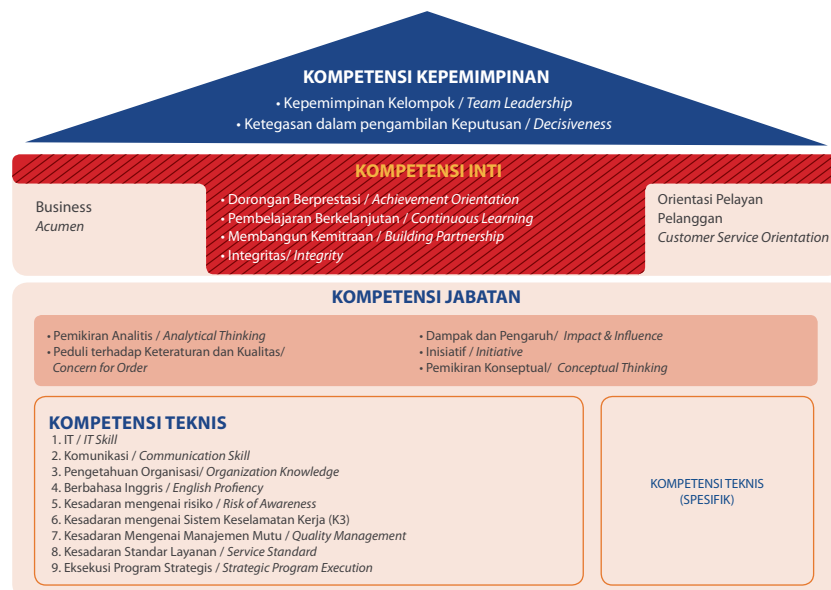 KOMPETENSI KEPEMIMPINAN
• Kepemimpinan Kelompok / Team Leadership
• Ketegasan dalam pengambilan Keputusan / Decisiveness
KOMPETENSI INTI
Business
Acumen
• Dorongan Berprestasi / Achievement Orientation
• Pembelajaran Berkelanjutan / Continuous Learning
• Membangun Kemitraan / Building Partnership
• Integritas/ Integrity
Orientasi Pelayan
Pelanggan
Customer Service Orientation
KOMPETENSI JABATAN
• Pemikiran Analitis / Analytical Thinking
• Peduli terhadap Keteraturan dan Kualitas/
Concern for Order
• Dampak dan Pengaruh/ Impact & Influence
• Inisiatif / Initiative
• Pemikiran Konseptual/ Conceptual Thinking
KOMPETENSI TEKNIS
1. IT / IT Skill
2. Komunikasi / Communication Skill
3. Pengetahuan Organisasi/ Organization Knowledge
4. Berbahasa Inggris / English Profiency
5. Kesadaran mengenai risiko / Risk of Awareness
6. Kesadaran mengenai Sistem Keselamatan Kerja (K3)
7. Kesadaran Mengenai Manajemen Mutu / Quality Management
8. Kesadaran Standar Layanan / Service Standard
9. Eksekusi Program Strategis / Strategic Program Execution
KOMPETENSI TEKNIS
(SPESIFIK)